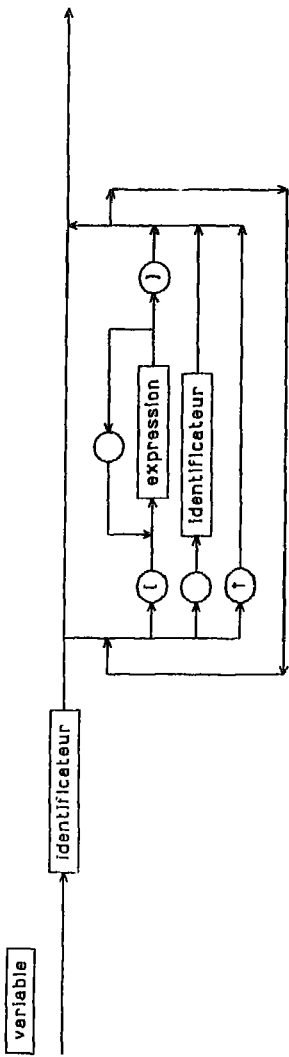 variable
identificateur
(
expression
)
identificateur
↑